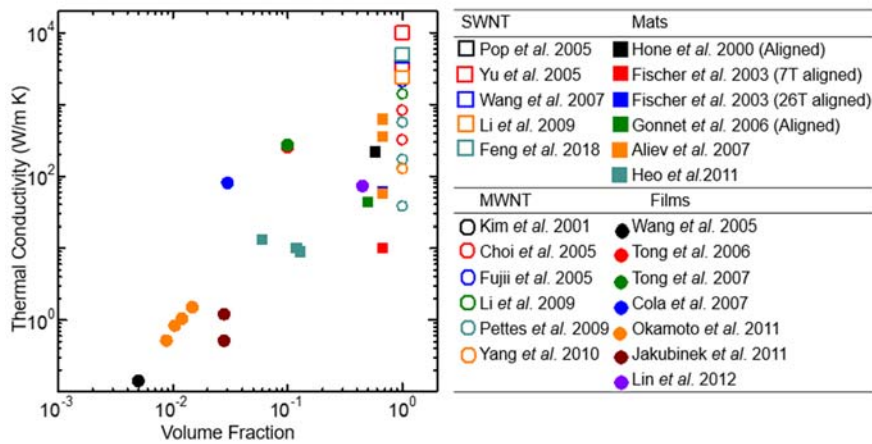 Thermal Conductivity (W/m K)
10^4
10^2
10^0
10^-3
10^-2
10^-1
10^0
Volume Fraction
SWNT Mats
Pop et al. 2005 Hone et al. 2000 (Aligned)
Yu et al. 2005 Fischer et al. 2003 (7T aligned)
Wang et al. 2007 Fischer et al. 2003 (26T aligned)
Li et al. 2009 Gonnet et al. 2006 (Aligned)
Feng et al. 2018 Aliev et al. 2007
Heo et al.2011
MWNT Films
Kim et al. 2001 Wang et al. 2005
Choi et al. 2005 Tong et al. 2006
Fujii et al. 2005 Tong et al. 2007
Li et al. 2009 Cola et al. 2007
Pettes et al. 2009 Okamoto et al. 2011
Yang et al. 2010 Jakubinek et al. 2011
Lin et al. 2012